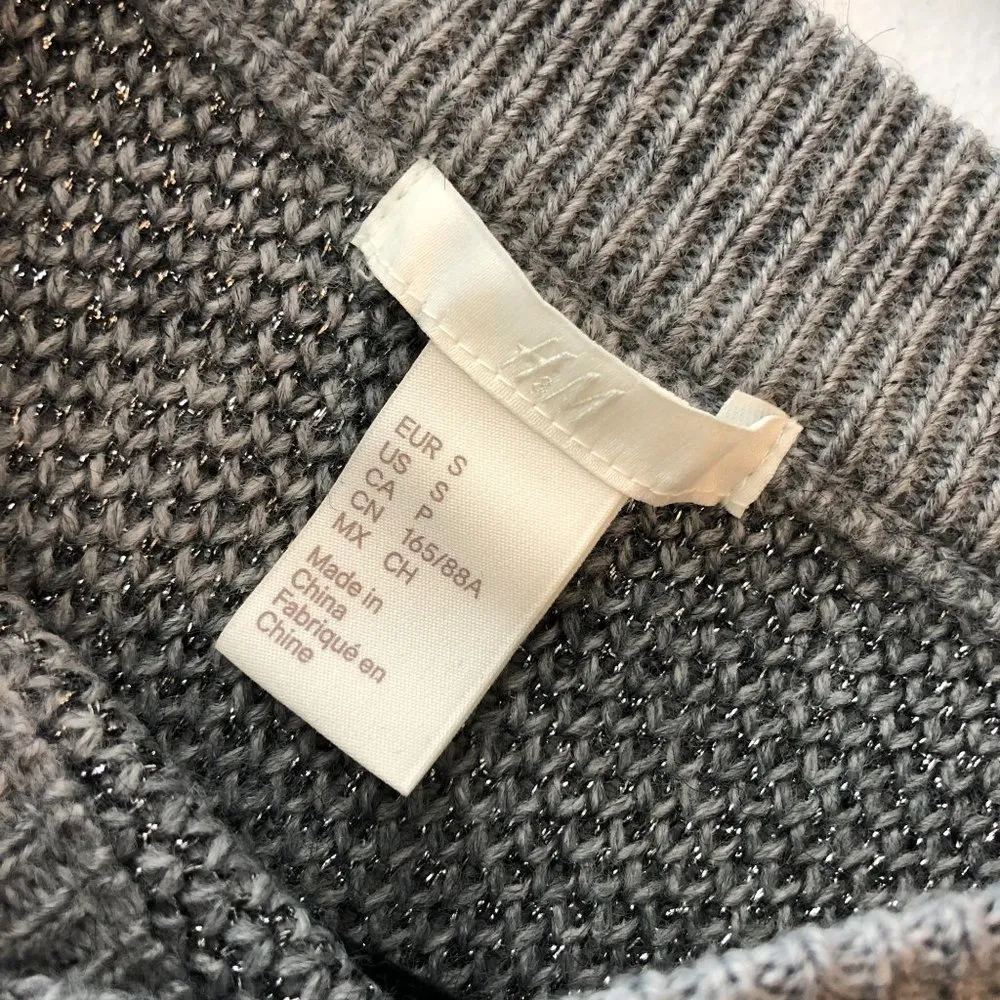 H&M
EUR S
US S
CA P
CN 165/88A
MX CH
Made in
China
Fabriqué en
Chine